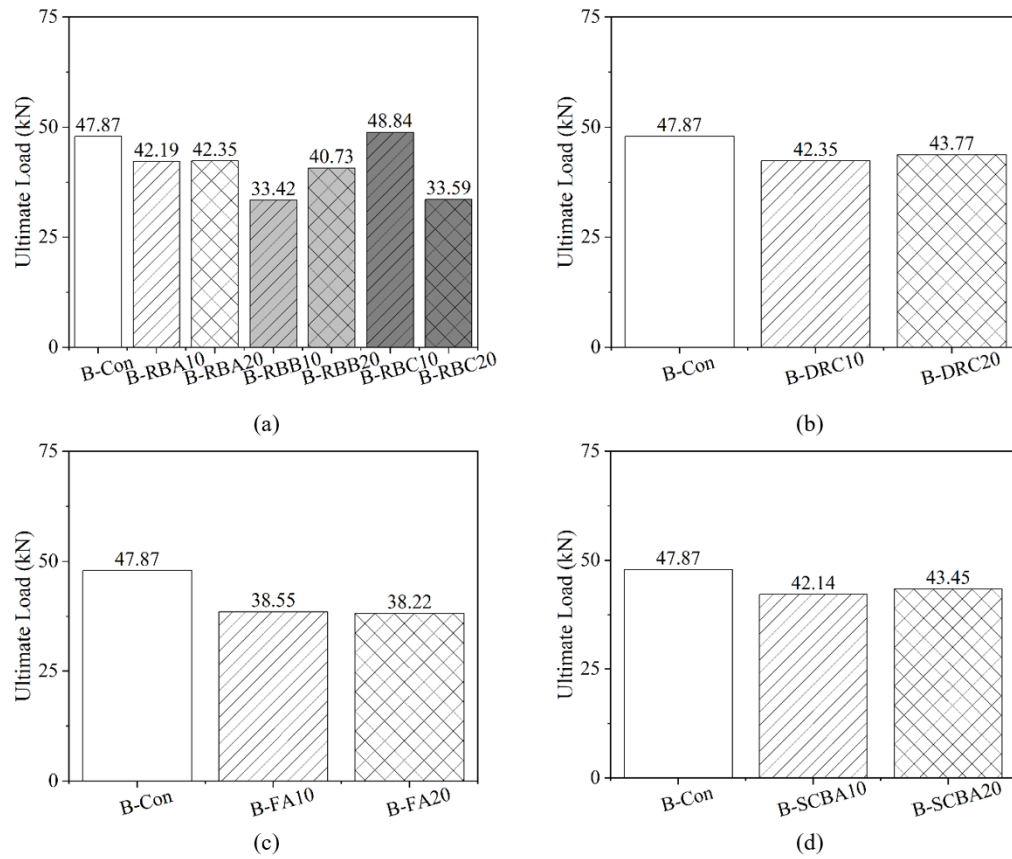 75
50
25
0
Ultimate Load (kN)
47.87
42.19
42.35
33.42
40.73
48.84
33.59
B-Con
B-RBA10
B-RBA20
B-RBB10
B-RBB20
B-RBC10
B-RBC20
(a)
75
50
25
0
Ultimate Load (kN)
47.87
42.35
43.77
B-Con
B-DRC10
B-DRC20
(b)
75
50
25
0
Ultimate Load (kN)
47.87
38.55
38.22
B-Con
B-FA10
B-FA20
(c)
75
50
25
0
Ultimate Load (kN)
47.87
42.14
43.45
B-Con
B-SCBA10
B-SCBA20
(d)